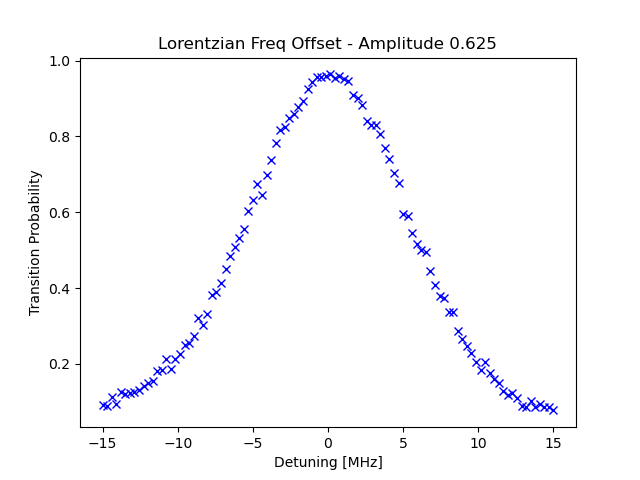 Lorentzian Freq Offset - Amplitude 0.625
Transition Probability
1.0
0.8
0.6
0.4
0.2
−15 −10 −5 0 5 10 15
Detuning [MHz]